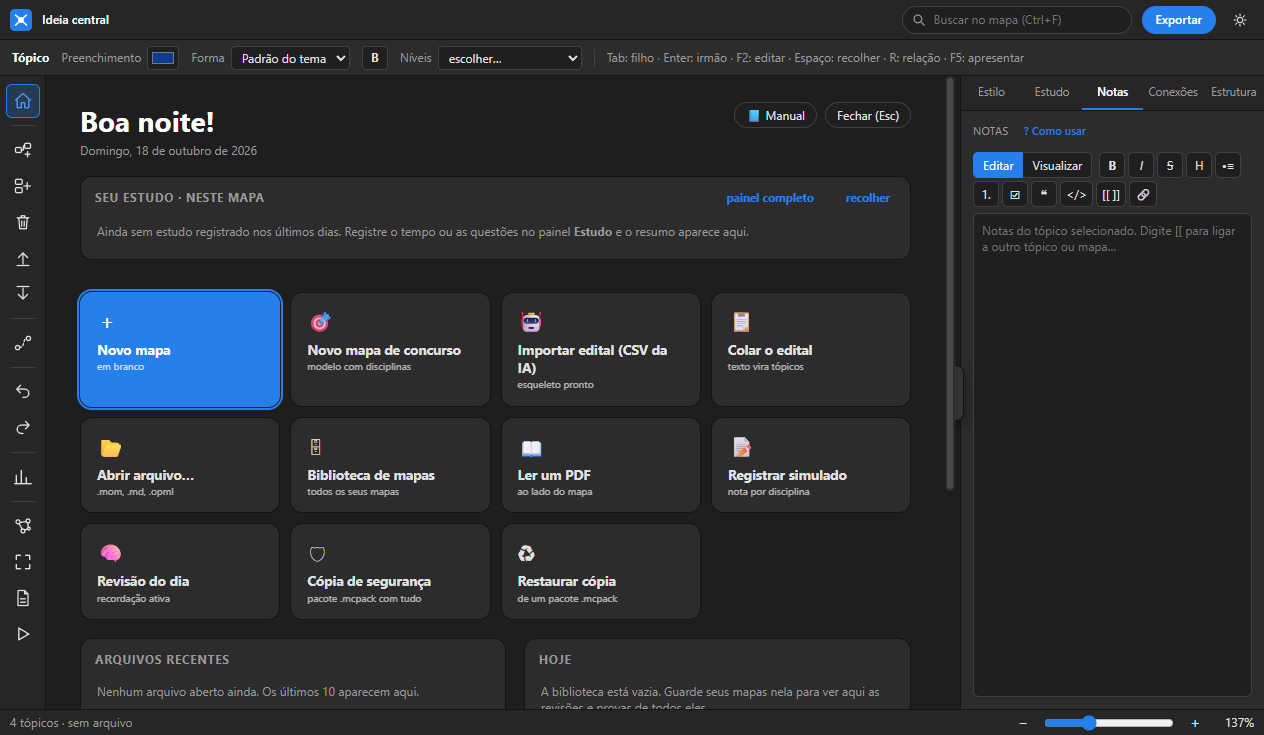 Ideia central
Buscar no mapa (Ctrl+F)
Exportar
Tópico
Preenchimento
Forma
Padrão do tema
B
Níveis
escolher...
Tab: filho · Enter: irmão · F2: editar · Espaço: recolher · R: relação · F5: apresentar
Boa noite!
Domingo, 18 de outubro de 2026
Manual
Fechar (Esc)
SEU ESTUDO · NESTE MAPA
painel completo
recolher
Ainda sem estudo registrado nos últimos dias. Registre o tempo ou as questões no painel Estudo e o resumo aparece aqui.
+
Novo mapa
em branco
Novo mapa de concurso
modelo com disciplinas
Importar edital (CSV da
IA)
esqueleto pronto
Colar o edital
texto vira tópicos
Abrir arquivo…
.mom, .md, .opml
Biblioteca de mapas
todos os seus mapas
Ler um PDF
ao lado do mapa
Registrar simulado
nota por disciplina
Revisão do dia
recordação ativa
Cópia de segurança
pacote .mcpack com tudo
Restaurar cópia
de um pacote .mcpack
ARQUIVOS RECENTES
Nenhum arquivo aberto ainda. Os últimos 10 aparecem aqui.
HOJE
A biblioteca está vazia. Guarde seus mapas nela para ver aqui as
revisões e provas de todos eles.
Estilo
Estudo
Notas
Conexões
Estrutura
NOTAS
? Como usar
Editar
Visualizar
B
I
S
H
•≡
1.
☑
❝
</>
[[ ]]
Notas do tópico selecionado. Digite [[ para ligar
a outro tópico ou mapa...
4 tópicos · sem arquivo
−
+
137%